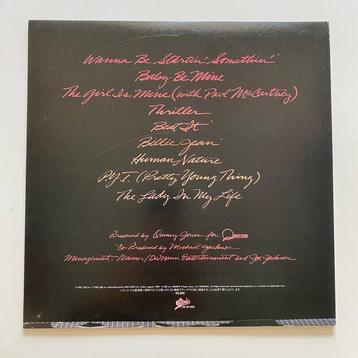 Wanna Be Startin' Somethin'
Baby Be Mine
The Girl Is Mine (with Paul McCartney)
Thriller
Beat It
Billie Jean
Human Nature
P.Y.T. (Pretty Young Thing)
The Lady In My Life
Produced by Quincy Jones for
Co-Produced by Michael Jackson
Management - Weisner/DeMann Entertainment and Joe Jackson
Epic